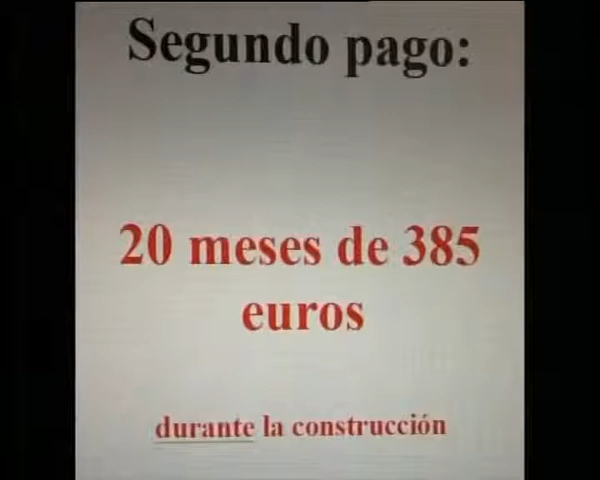 Segundo pago:
20 meses de 385
euros
durante la construcción